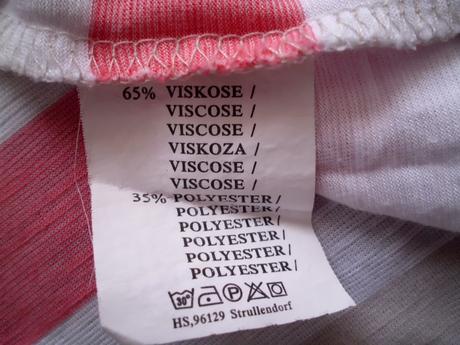 65% VISKOSE /
VISCOSE /
VISCOSE /
VISKOZA /
VISCOSE /
VISCOSE /
35% POLYESTER /
POLYESTER /
POLYESTER /
POLYESTER /
POLYESTER /
POLYESTER /
30° P
HS,96129 Strullendorf